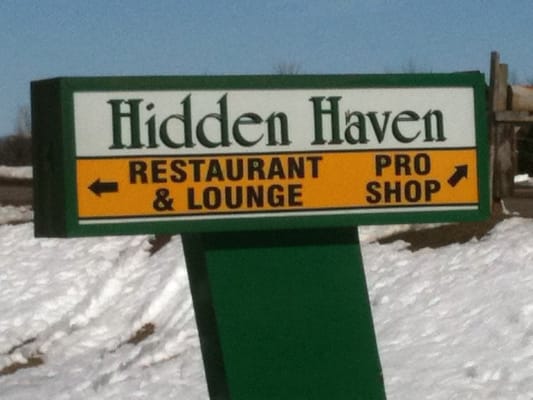 Hidden Haven
RESTAURANT PRO
& LOUNGE SHOP